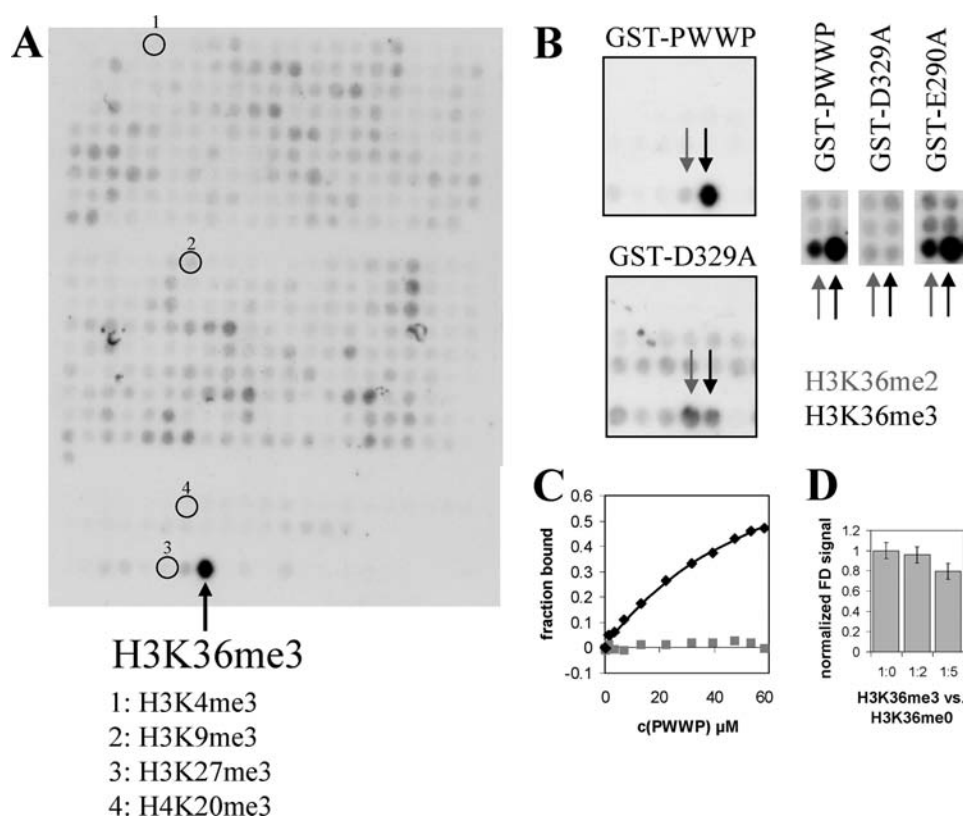 A
1
2
4
3
H3K36me3
1: H3K4me3
2: H3K9me3
3: H3K27me3
4: H4K20me3
B
GST-PWWP
GST-D329A
GST-PWWP
GST-D329A
GST-E290A
H3K36me2
H3K36me3
C
fraction bound
0.6
0.5
0.4
0.3
0.2
0.1
0
-0.1
0 20 40 60
c(PWWP) µM
D
normalized FD signal
1.2
1
0.8
0.6
0.4
0.2
0
1:0 1:2 1:5
H3K36me3 vs.
H3K36me0